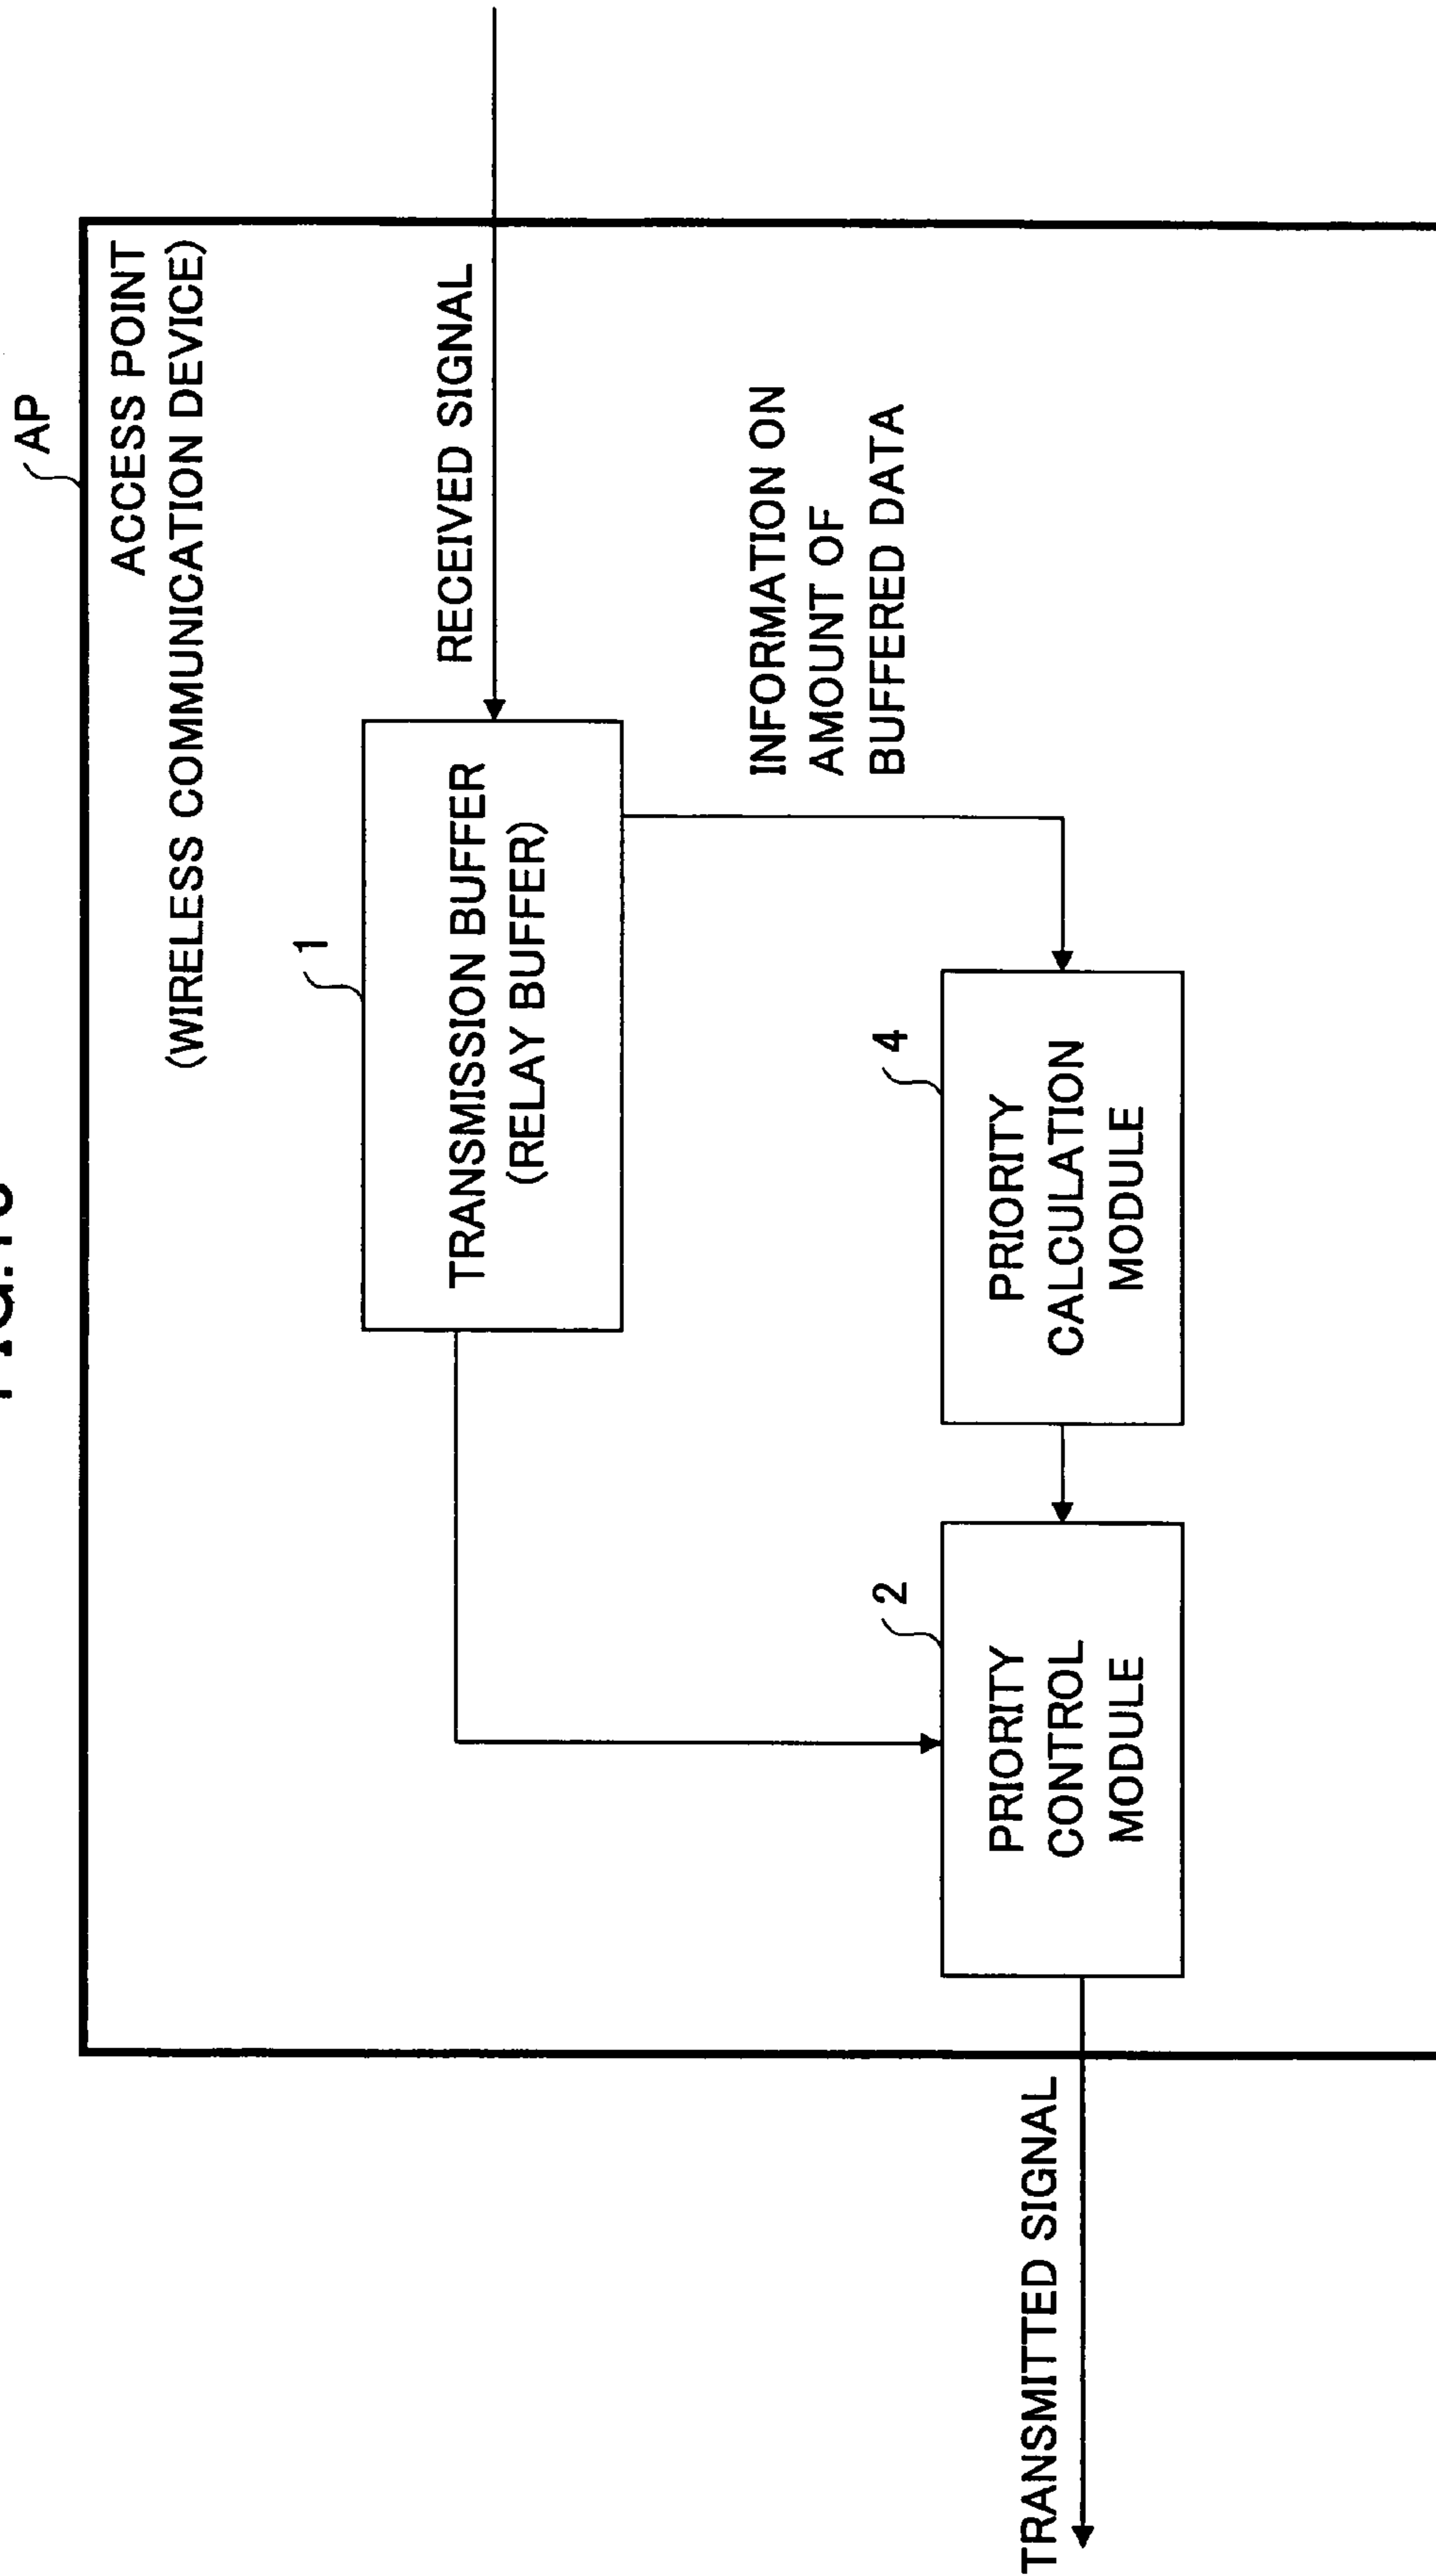 AP
ACCESS POINT
(WIRELESS COMMUNICATION DEVICE)
1
TRANSMISSION BUFFER
(RELAY BUFFER)
RECEIVED SIGNAL
INFORMATION ON
AMOUNT OF
BUFFERED DATA
2
PRIORITY
CONTROL
MODULE
4
PRIORITY
CALCULATION
MODULE
TRANSMITTED SIGNAL